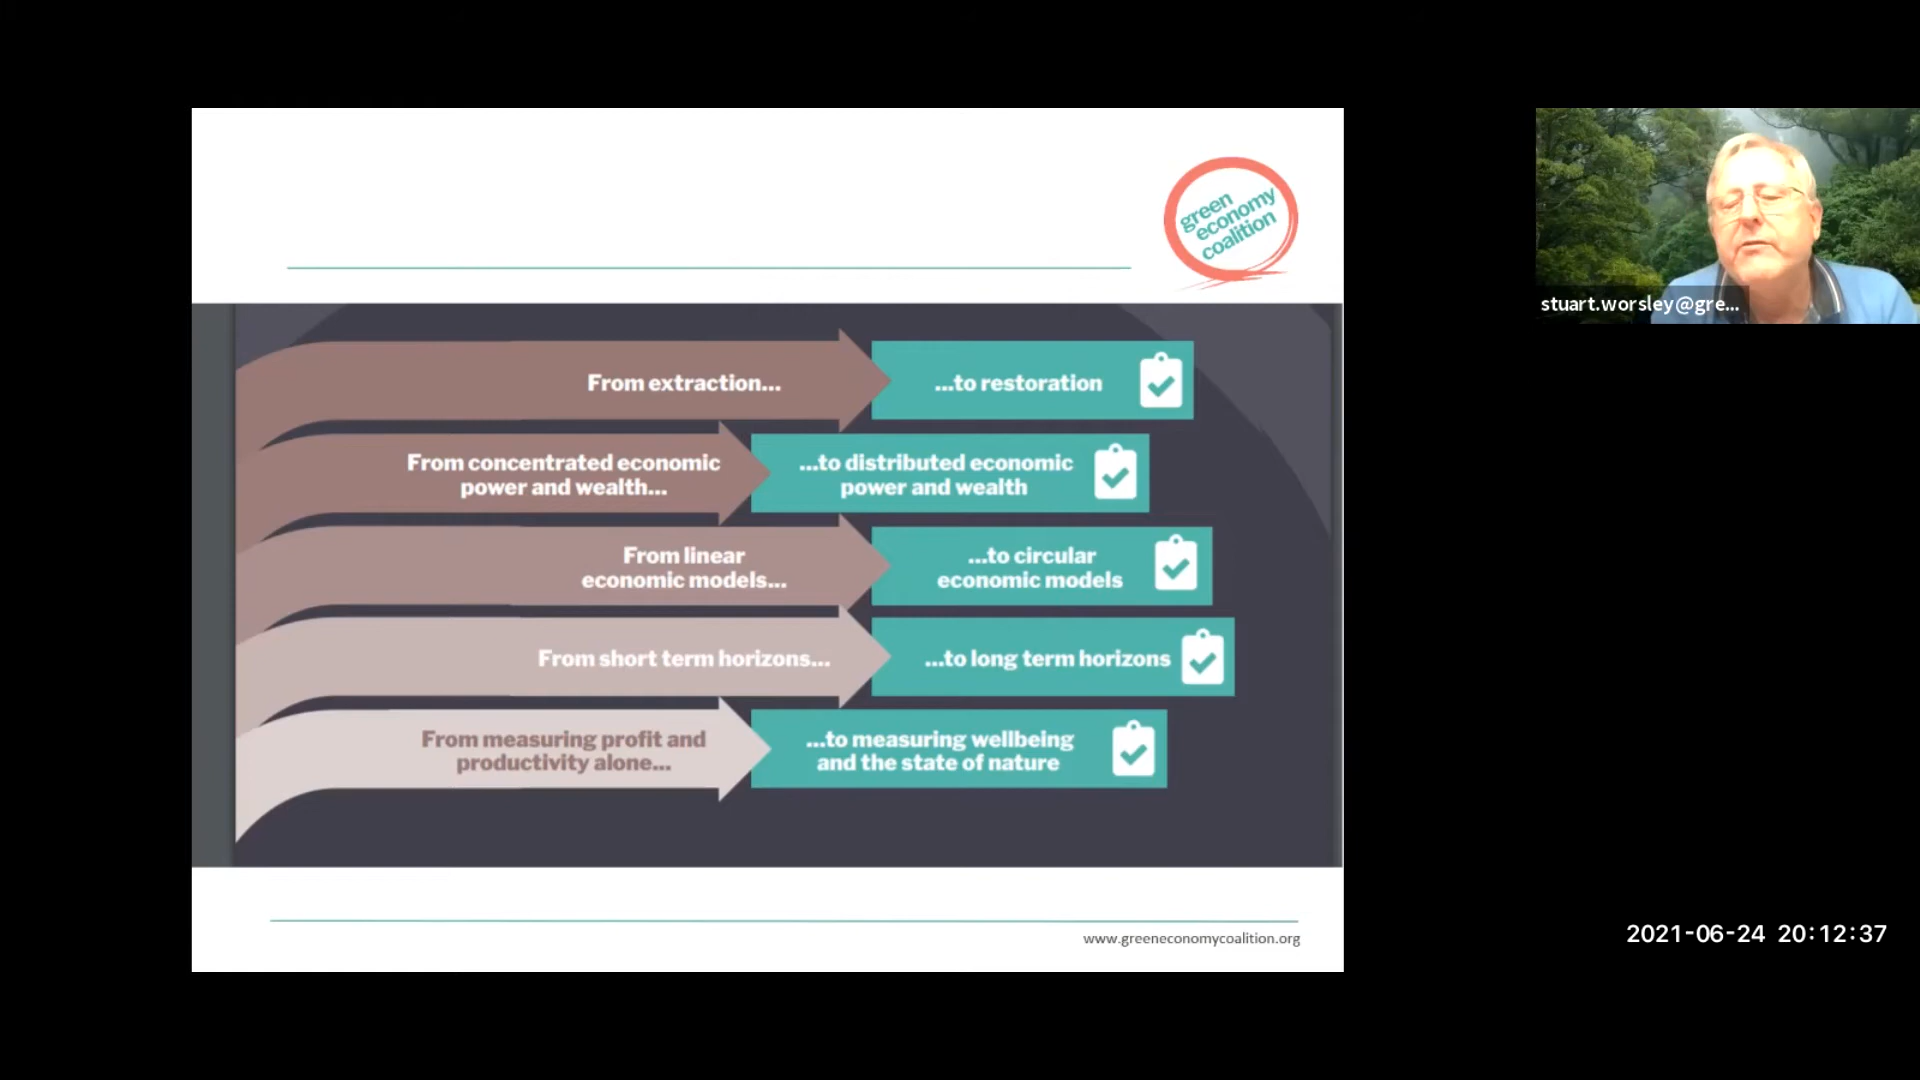 green
economy
coalition
From extraction...
...to restoration
From concentrated economic
power and wealth...
...to distributed economic
power and wealth
From linear
economic models...
...to circular
economic models
From short term horizons...
...to long term horizons
From measuring profit and
productivity alone...
...to measuring wellbeing
and the state of nature
www.greeneconomycoalition.org
stuart.worsley@gre...
2021-06-24 20:12:37